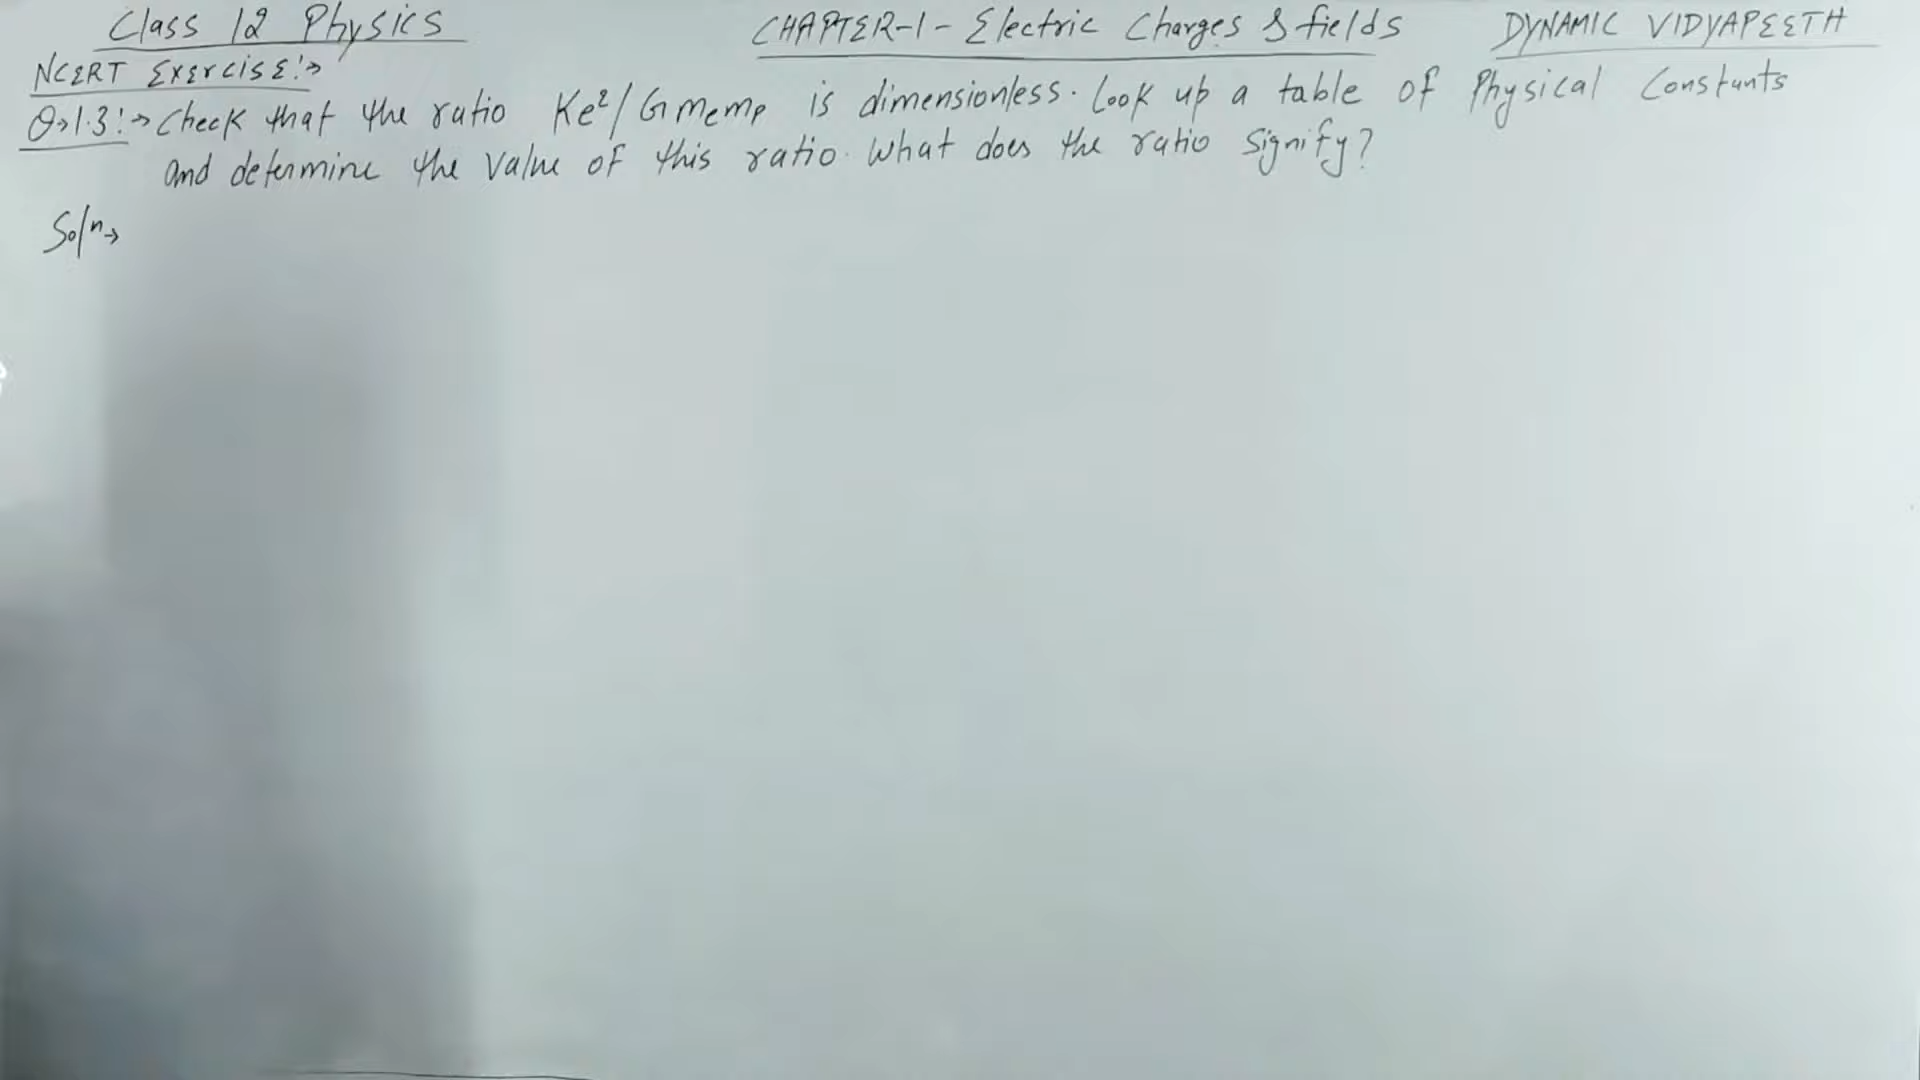 Class 12 Physics CHAPTER-1- Electric Charges & fields DYNAMIC VIDYAPEETH
NCERT Exercise:→
Q→1.3:→ Check that the ratio Ke²/Gmemp is dimensionless. Look up a table of Physical Constants
and determine the value of this ratio. What does the ratio signify?
Solⁿ→